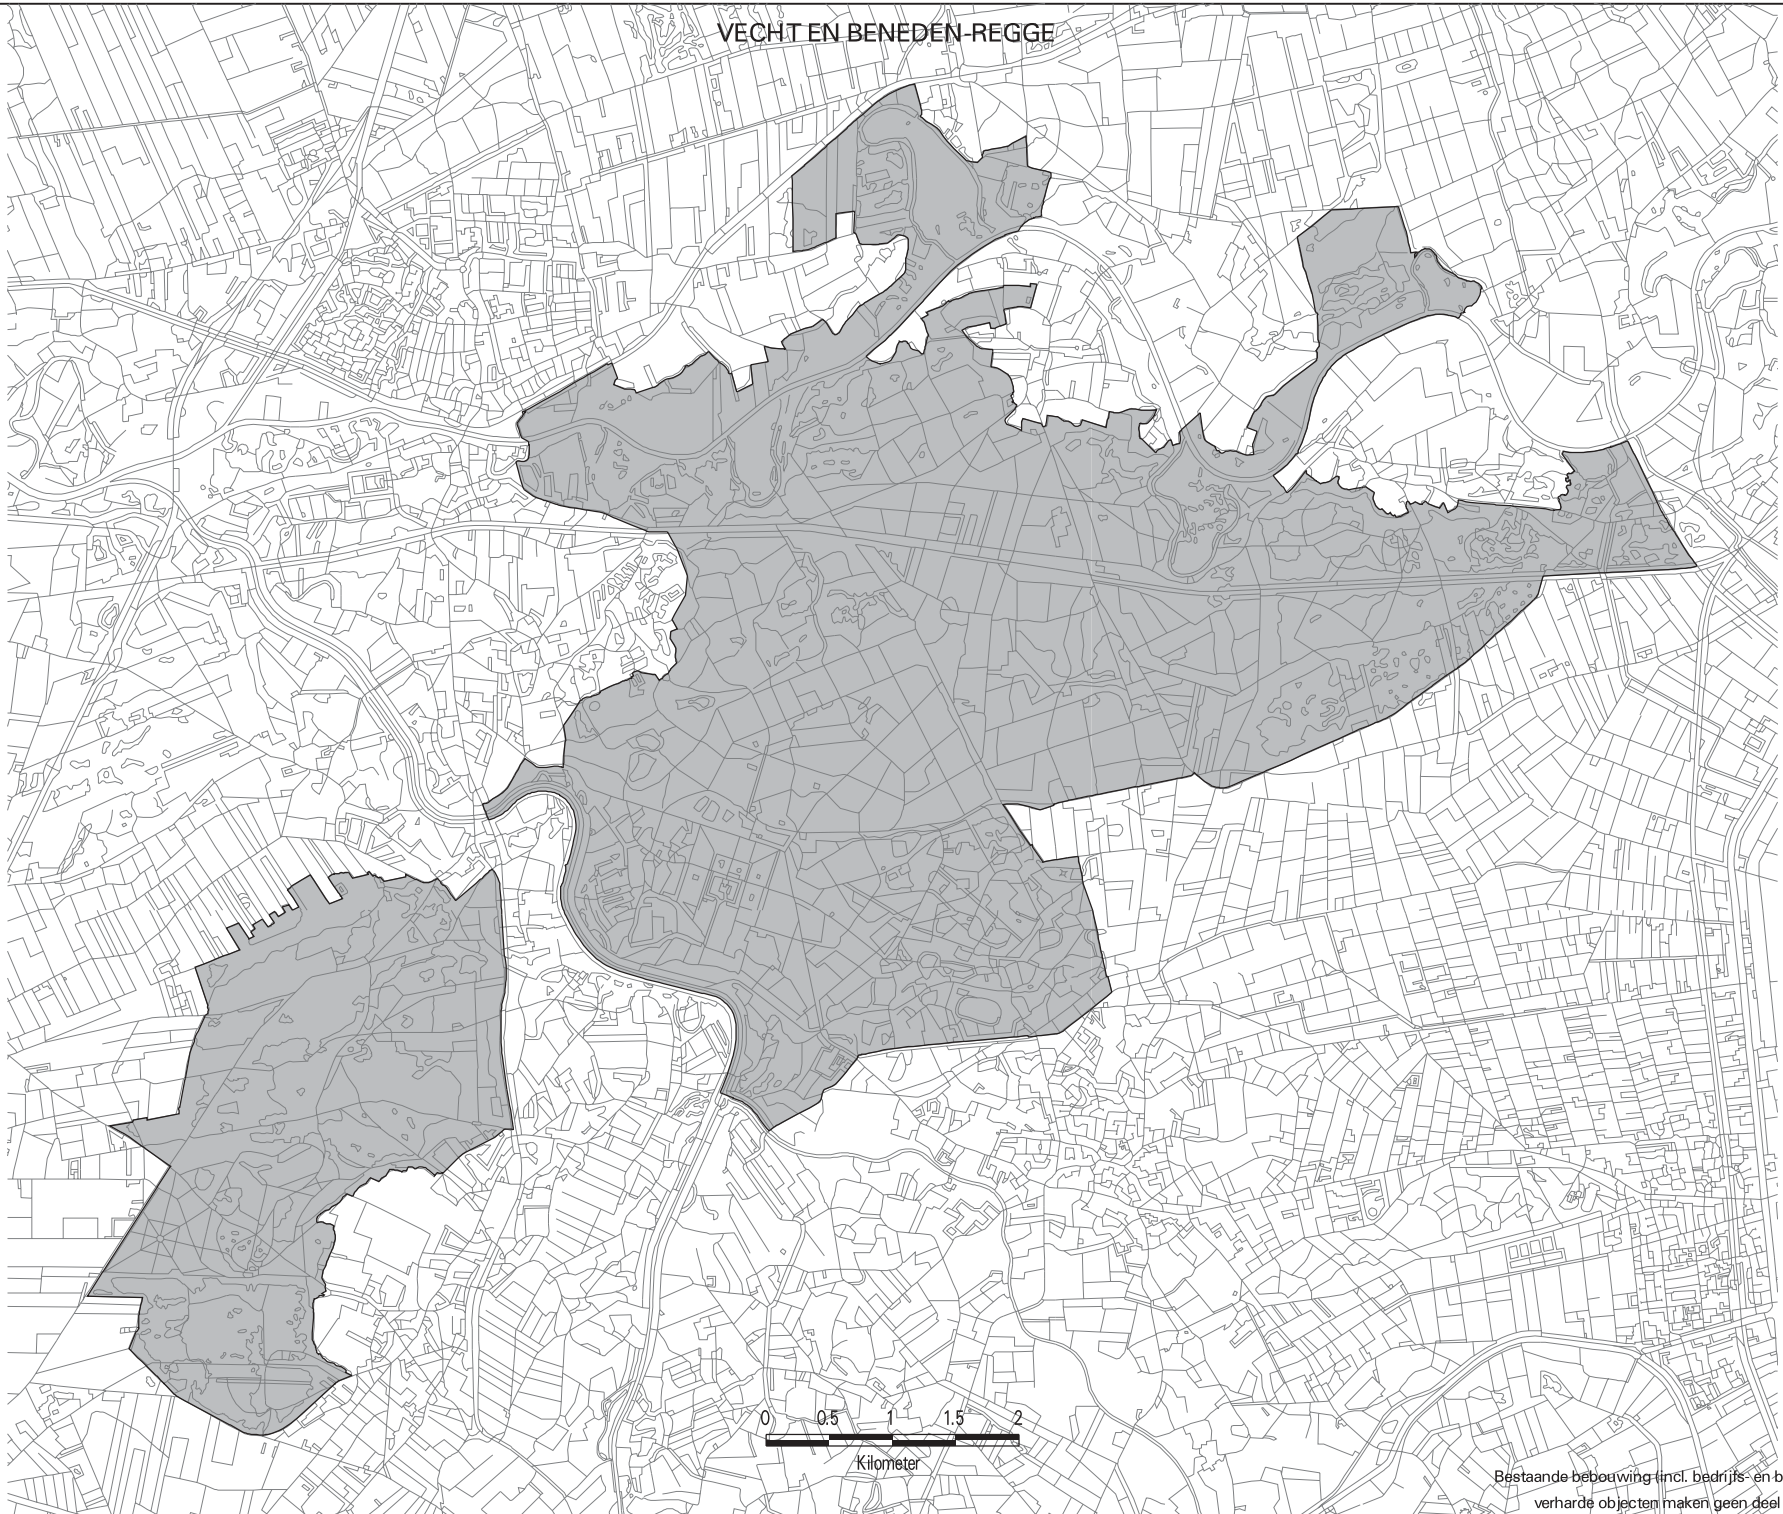 VECHT EN BENEDEN-REGGE
0 0.5 1 1.5 2
Kilometer
Bestaande bebouwing (incl. bedrijfs- en b
verharde objecten maken geen deel